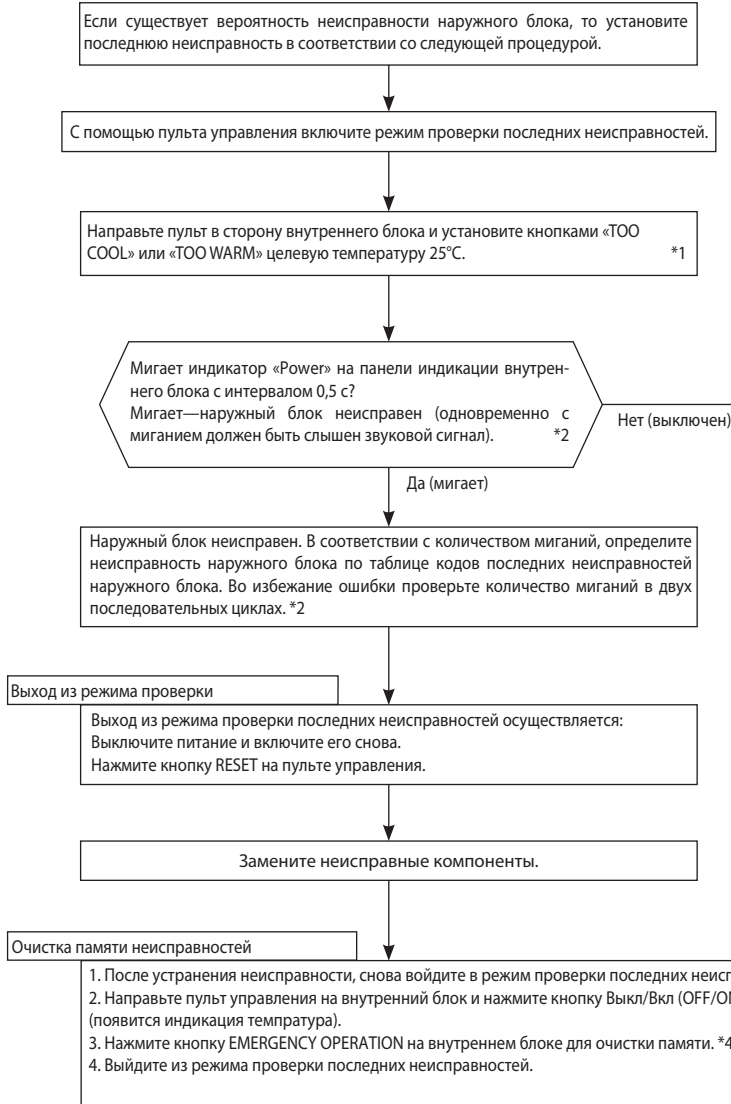 Если существует вероятность неисправности наружного блока, то установите
последнюю неисправность в соответствии со следующей процедурой.
С помощью пульта управления включите режим проверки последних неисправностей.
Направьте пульт в сторону внутреннего блока и установите кнопками «TOO
COOL» или «TOO WARM» целевую температуру 25°C. *1
Мигает индикатор «Power» на панели индикации внутрен-
него блока с интервалом 0,5 с?
Мигает—наружный блок неисправен (одновременно с
миганием должен быть слышен звуковой сигнал). *2
Нет (выключен)
Да (мигает)
Наружный блок неисправен. В соответствии с количеством миганий, определите
неисправность наружного блока по таблице кодов последних неисправностей
наружного блока. Во избежание ошибки проверьте количество миганий в двух
последовательных циклах. *2
Выход из режима проверки
Выход из режима проверки последних неисправностей осуществляется:
Выключите питание и включите его снова.
Нажмите кнопку RESET на пульте управления.
Замените неисправные компоненты.
Очистка памяти неисправностей
1. После устранения неисправности, снова войдите в режим проверки последних
2. Направьте пульт управления на внутренний блок и нажмите кнопку Выкл/Вкл
(появится индикация темпратура).
3. Нажмите кнопку EMERGENCY OPERATION на внутреннем блоке для очистки памяти. *4
4. Выйдите из режима проверки последних неисправностей.